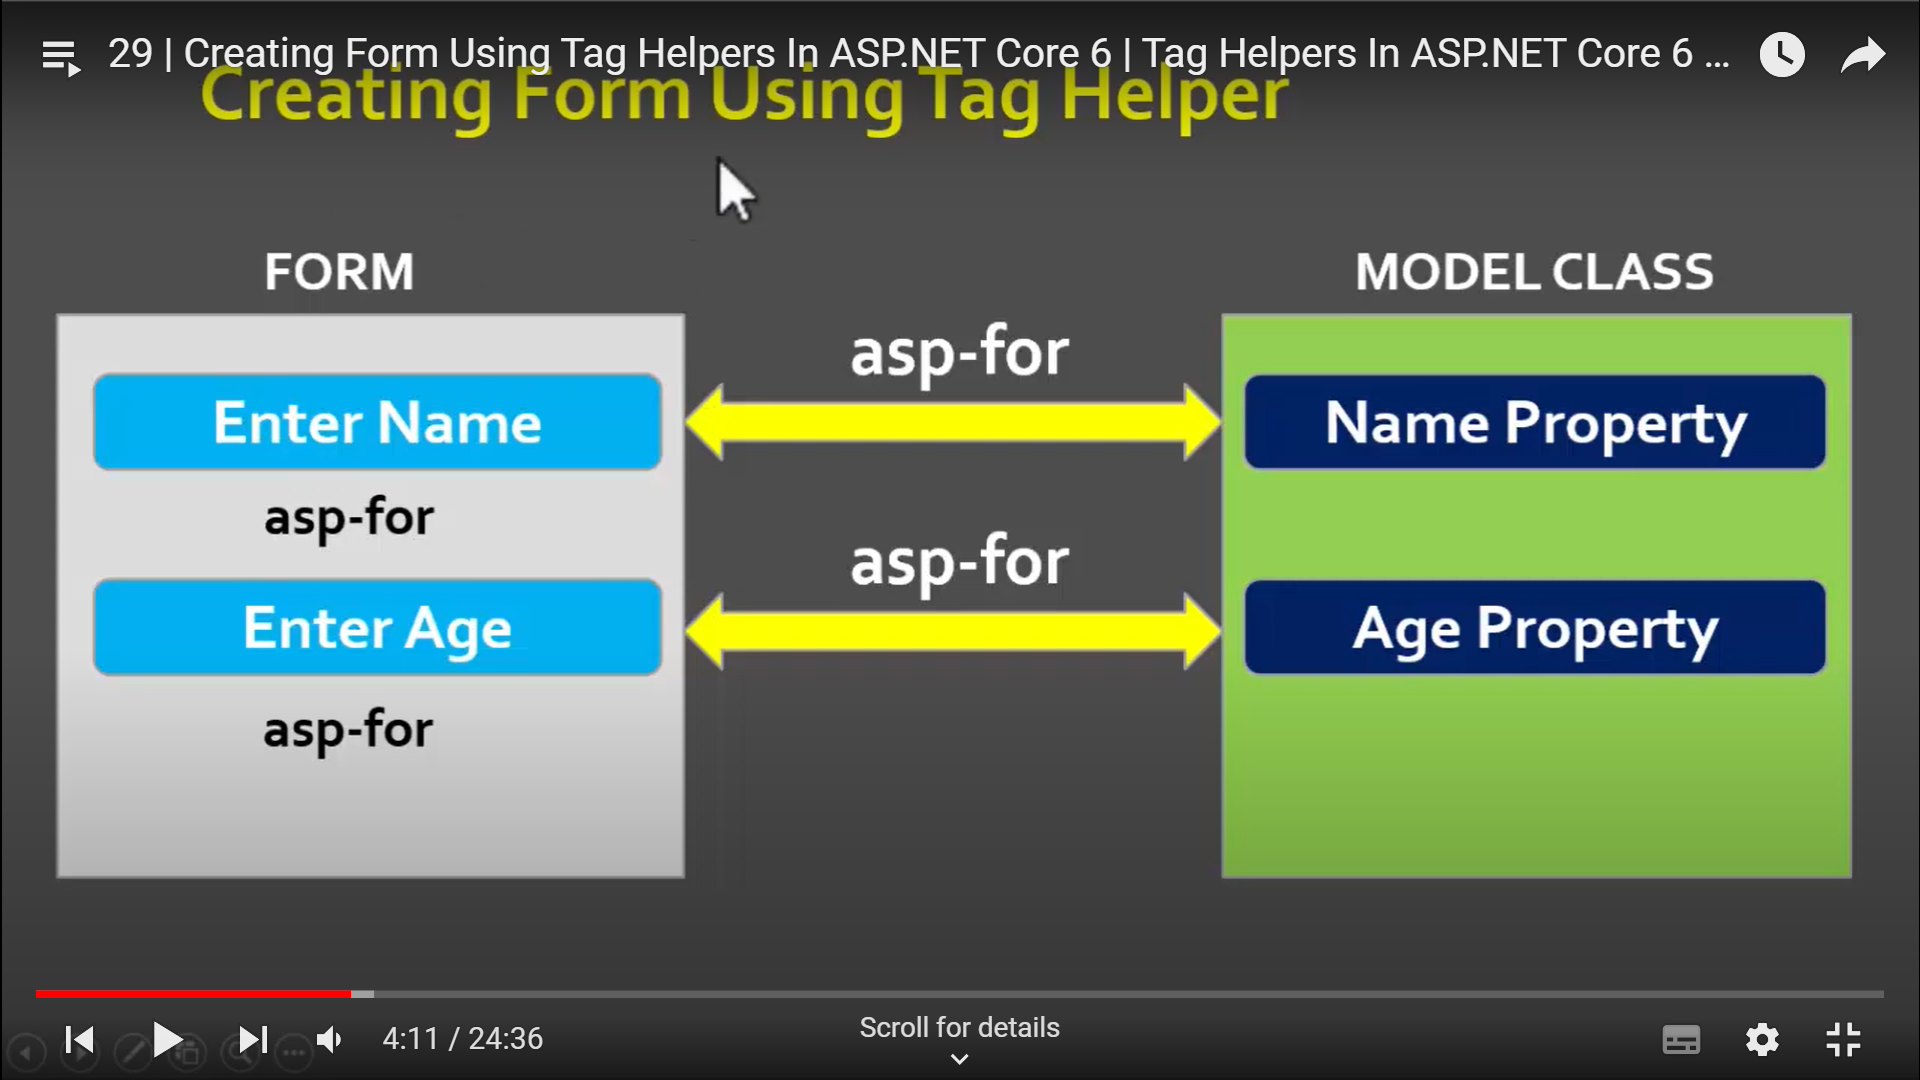 29 | Creating Form Using Tag Helpers In ASP.NET Core 6 | Tag Helpers In ASP.NET Core 6 ...
Creating Form Using Tag Helper
FORM
MODEL CLASS
asp-for
Enter Name
Name Property
asp-for
asp-for
Enter Age
Age Property
asp-for
4:11 / 24:36
Scroll for details